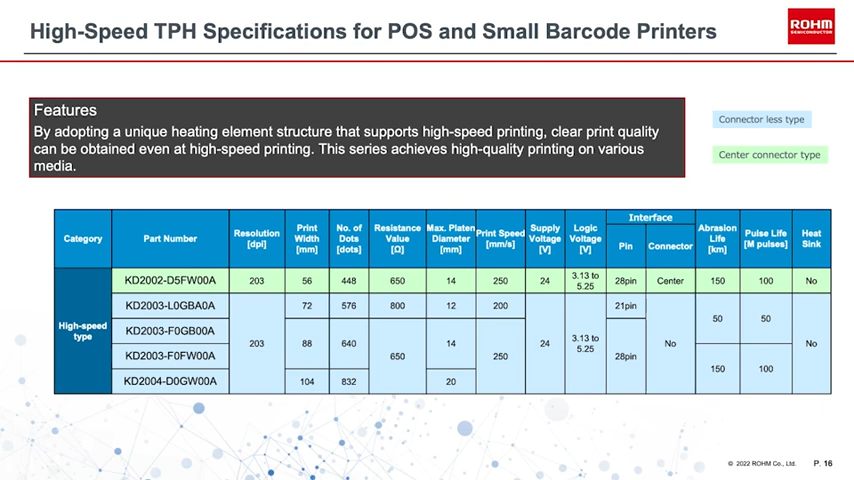 High-Speed TPH Specifications for POS and Small Barcode Printers
ROHM
SEMICONDUCTOR
Features
By adopting a unique heating element structure that supports high-speed printing, clear print quality
can be obtained even at high-speed printing. This series achieves high-quality printing on various
media.
Connector less type
Center connector type
Category Part Number Resolution [dpi] Print Width [mm] No. of Dots [dots] Resistance Value [Ω] Max. Platen Diameter [mm] Print Speed [mm/s] Supply Voltage [V] Logic Voltage [V] Interface Pin Connector Abrasion Life [km] Pulse Life [M pulses] Heat Sink
High-speed type
KD2002-D5FW00A 203 56 448 650 14 250 24 3.13 to 5.25 28pin Center 150 100 No
KD2003-L0GBA0A 203 72 576 800 12 200 24 3.13 to 5.25 21pin No 50 50 No
KD2003-F0GB00A 88 640 650 14 250 28pin
KD2003-F0FW00A 150 100
KD2004-D0GW00A 104 832 20
© 2022 ROHM Co., Ltd. P. 16